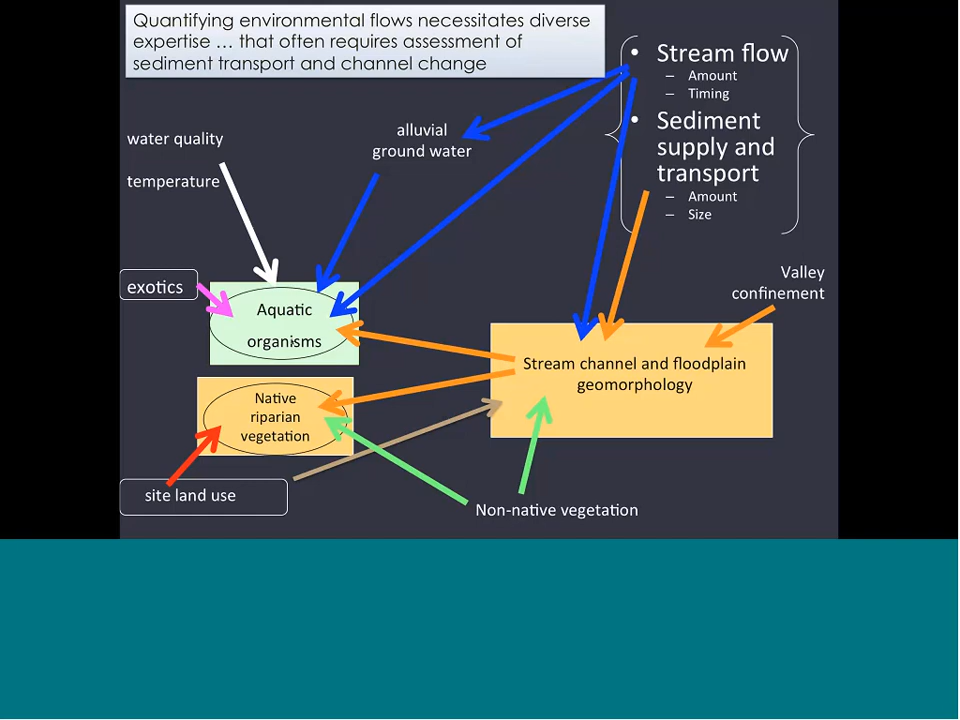 Quantifying environmental flows necessitates diverse
expertise … that often requires assessment of
sediment transport and channel change
• Stream flow
– Amount
– Timing
• Sediment
supply and
transport
– Amount
– Size
alluvial
ground water
water quality
temperature
exotics
Valley
confinement
Aquatic
organisms
Stream channel and floodplain
geomorphology
Native
riparian
vegetation
site land use
Non-native vegetation